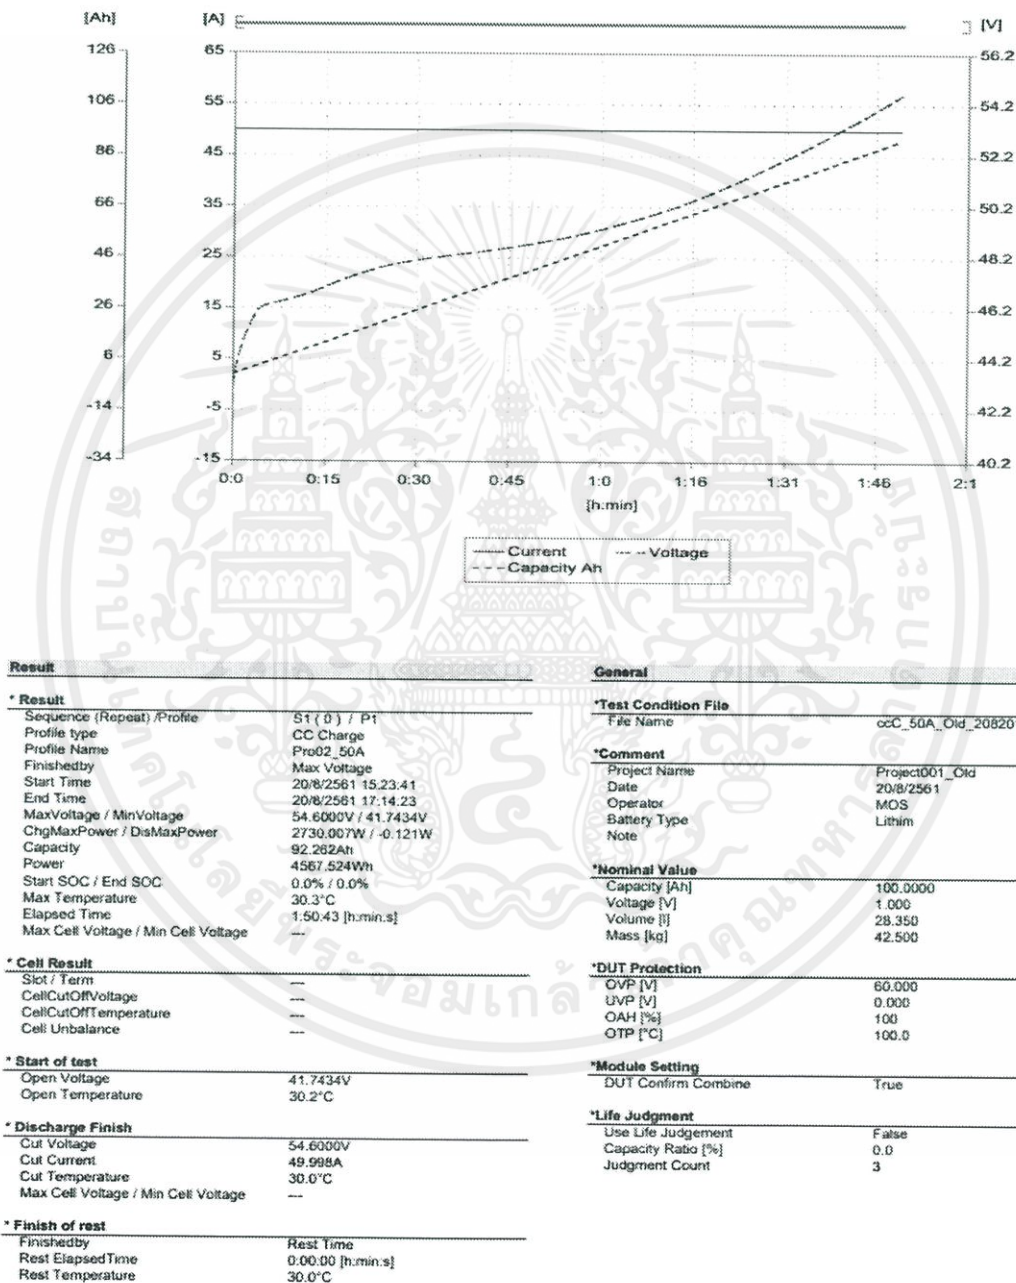 [Ah] [A] [V]
126 65 56.2
106 55 54.2
86 45 52.2
66 35 50.2
46 25 48.2
26 15 46.2
6 5 44.2
-14 -5 42.2
-34 -15 40.2
0:0 0:15 0:30 0:45 1:0 1:16 1:31 1:46 2:1
[h:min]
Current Voltage
Capacity Ah
Result
* Result
Sequence (Repeat) /Profile S1 ( 0 ) / P1
Profile type CC Charge
Profile Name Pro02_50A
Finishedby Max Voltage
Start Time 20/8/2561 15:23:41
End Time 20/8/2561 17:14:23
MaxVoltage / MinVoltage 54.6000V / 41.7434V
ChgMaxPower / DisMaxPower 2730.007W / -0.121W
Capacity 92.262Ah
Power 4567.524Wh
Start SOC / End SOC 0.0% / 0.0%
Max Temperature 30.3°C
Elapsed Time 1:50:43 [h:min:s]
Max Cell Voltage / Min Cell Voltage ---
* Cell Result
Slot / Term ---
CellCutOffVoltage ---
CellCutOffTemperature ---
Cell Unbalance ---
* Start of test
Open Voltage 41.7434V
Open Temperature 30.2°C
* Discharge Finish
Cut Voltage 54.6000V
Cut Current 49.998A
Cut Temperature 30.0°C
Max Cell Voltage / Min Cell Voltage ---
* Finish of rest
Finishedby Rest Time
Rest ElapsedTime 0:00:00 [h:min:s]
Rest Temperature 30.0°C
General
*Test Condition File
File Name ccC_50A_Old_208201
*Comment
Project Name Project001_Old
Date 20/8/2561
Operator MOS
Battery Type Lithim
Note
*Nominal Value
Capacity [Ah] 100.0000
Voltage [V] 1.000
Volume [l] 28.350
Mass [kg] 42.500
*DUT Protection
OVP [V] 60.000
UVP [V] 0.000
OAH [%] 100
OTP [°C] 100.0
*Module Setting
DUT Confirm Combine True
*Life Judgment
Use Life Judgement False
Capacity Ratio [%] 0.0
Judgment Count 3